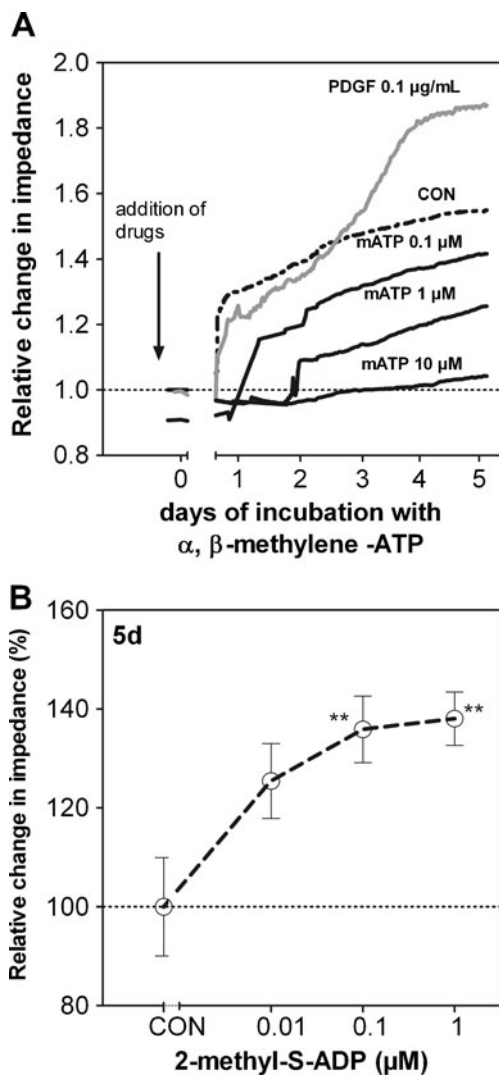 A
2.0
1.8
1.6
1.4
1.2
1.0
0.8
Relative change in impedance
PDGF 0.1 µg/mL
CON
mATP 0.1 µM
mATP 1 µM
mATP 10 µM
addition of
drugs
0
1
2
3
4
5
days of incubation with
α, β-methylene -ATP
B
5d
160
140
120
100
80
Relative change in impedance (%)
**
**
CON
0.01
0.1
1
2-methyl-S-ADP (µM)